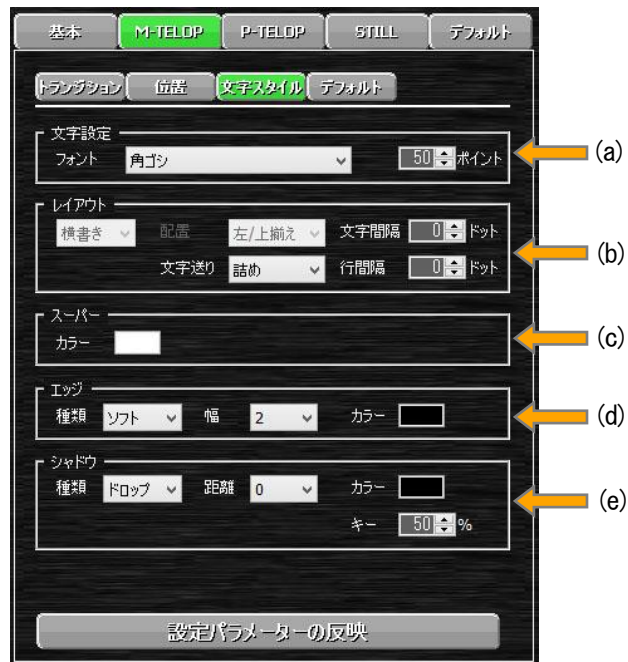 基本 M-TELOP P-TELOP STILL デフォルト
トランジション 位置 文字スタイル デフォルト
文字設定
フォント 角ゴシ 50 ポイント (a)
レイアウト
横書き 配置 左/上揃え 文字間隔 0 ドット
文字送り 詰め 行間隔 0 ドット (b)
スーパー
カラー (c)
エッジ
種類 ソフト 幅 2 カラー (d)
シャドウ
種類 ドロップ 距離 0 カラー (e)
キー 50 %
設定パラメーターの反映